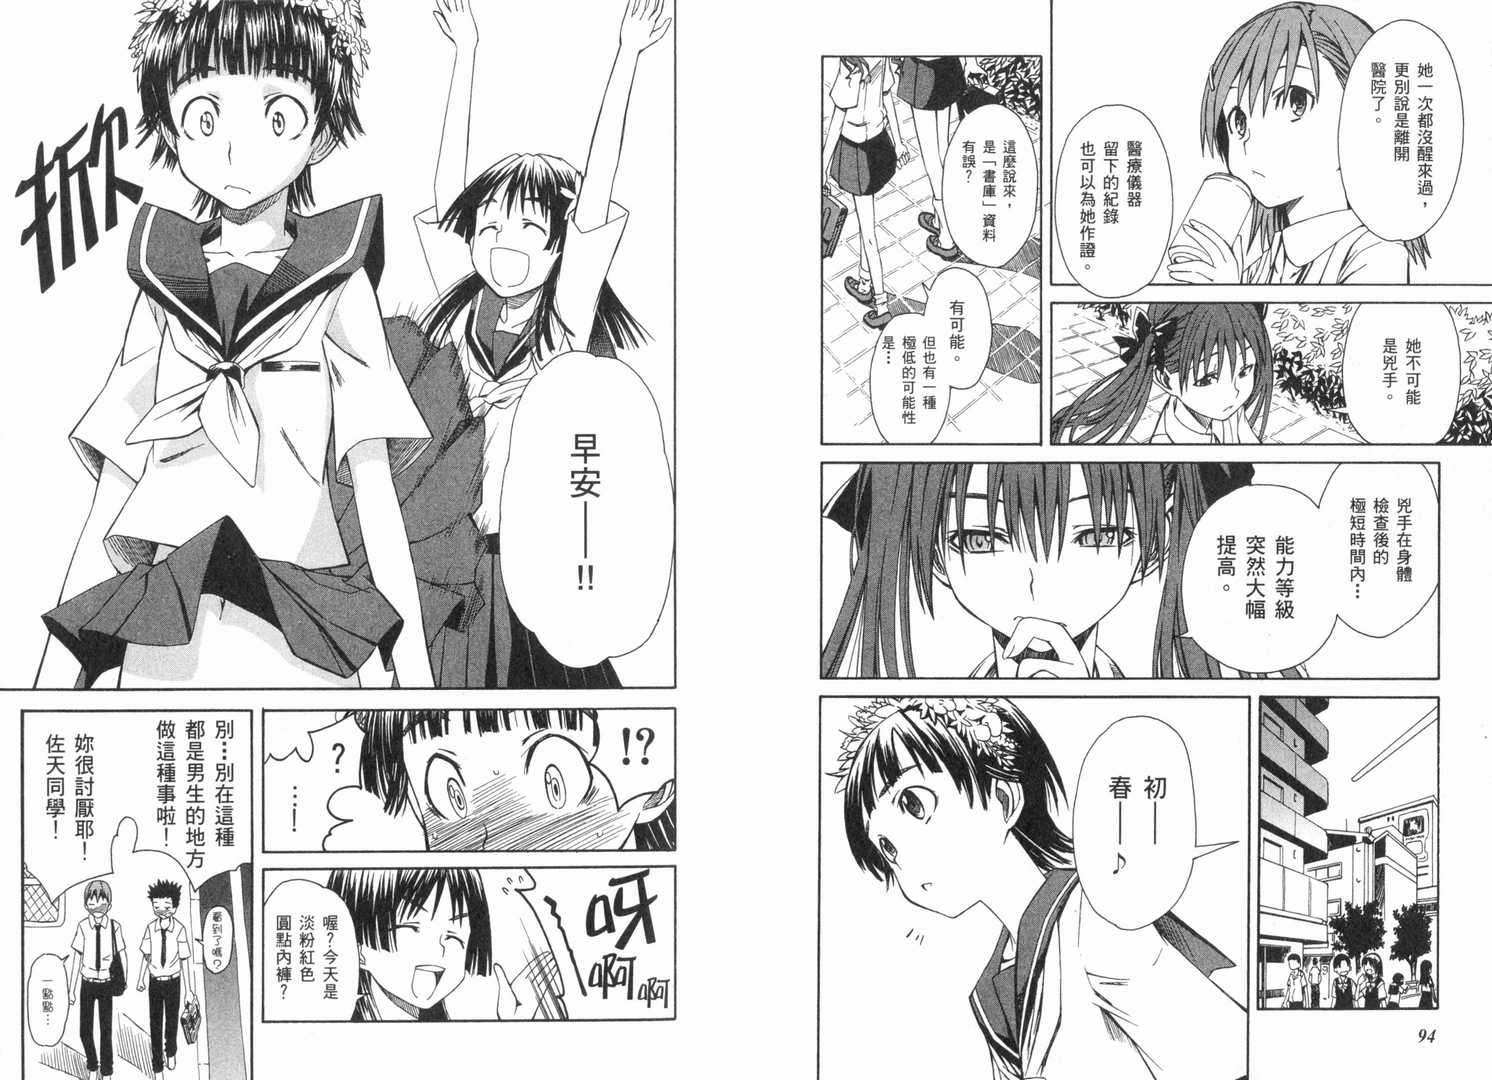 她一次都沒醒來過，
更別說是離開
醫院了。
醫療儀器
留下的紀錄
也可以為她作證。
這麼說來，
是「書庫」資料
有誤？
有可能。
但也有一種
極低的可能性
是…
她不可能
是兇手。
兇手在身體
檢查後的
極短時間內…
能力等級
突然大幅
提高。
初——
春——♪
94
掀
早安——!!
!?
?
…!
呀
啊
啊
喔？今天是
淡粉紅色
圓點內褲？
別…別在這種
都是男生的地方
做這種事啦！
妳很討厭耶！
佐天同學！
看到了嗎？
一點點…